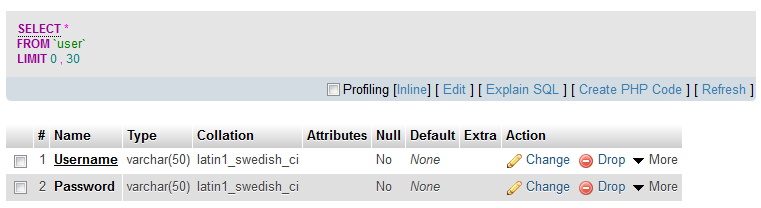 SELECT *
FROM `user`
LIMIT 0 , 30
Profiling [Inline] [ Edit ] [ Explain SQL ] [ Create PHP Code ] [ Refresh ]
# Name Type Collation Attributes Null Default Extra Action
1 Username varchar(50) latin1_swedish_ci No None Change Drop More
2 Password varchar(50) latin1_swedish_ci No None Change Drop More